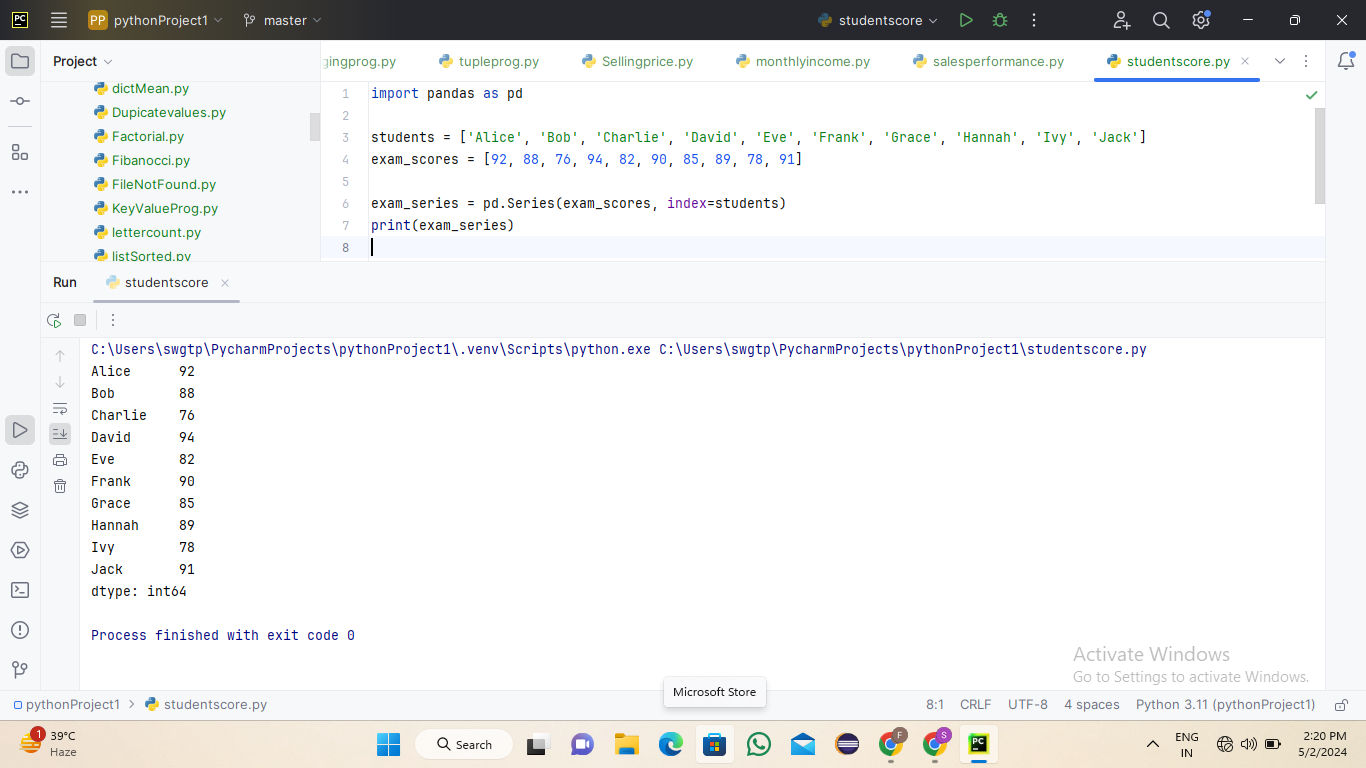 PC PP pythonProject1 master studentscore
Project
gingprog.py tupleprog.py Sellingprice.py monthlyincome.py salesperformance.py studentscore.py
dictMean.py
Dupicatevalues.py
Factorial.py
Fibanocci.py
FileNotFound.py
KeyValueProg.py
lettercount.py
listSorted.py
1 import pandas as pd
2
3 students = ['Alice', 'Bob', 'Charlie', 'David', 'Eve', 'Frank', 'Grace', 'Hannah', 'Ivy', 'Jack']
4 exam_scores = [92, 88, 76, 94, 82, 90, 85, 89, 78, 91]
5
6 exam_series = pd.Series(exam_scores, index=students)
7 print(exam_series)
8
Run studentscore
C:\Users\swgtp\PycharmProjects\pythonProject1\.venv\Scripts\python.exe C:\Users\swgtp\PycharmProjects\pythonProject1\studentscore.py
Alice 92
Bob 88
Charlie 76
David 94
Eve 82
Frank 90
Grace 85
Hannah 89
Ivy 78
Jack 91
dtype: int64
Process finished with exit code 0
Activate Windows
Go to Settings to activate Windows.
Microsoft Store
pythonProject1 > studentscore.py 8:1 CRLF UTF-8 4 spaces Python 3.11 (pythonProject1)
1 39°C
Haze
Search
F
S
PC
ENG
IN
2:20 PM
5/2/2024